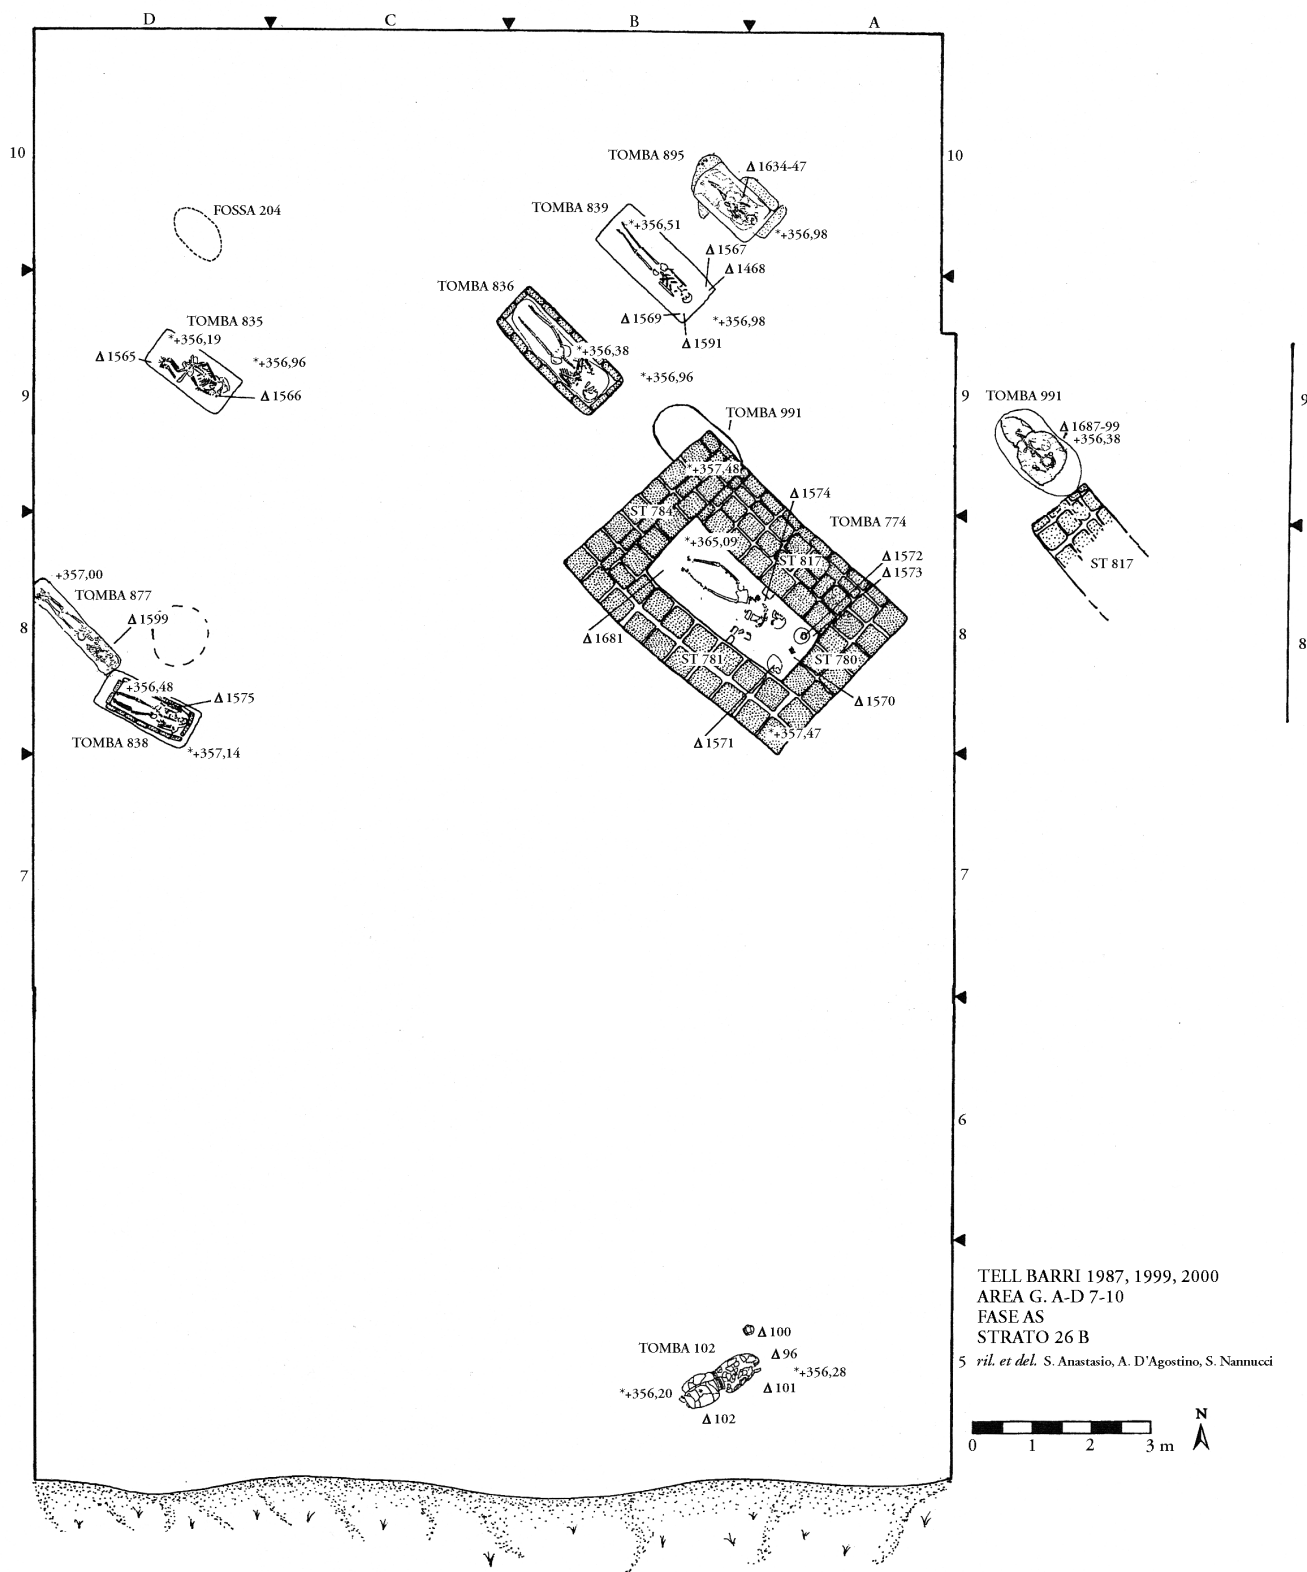 D
C
B
A
10
10
TOMBA 895
Δ 1634-47
TOMBA 839
*+356,51
*+356,98
FOSSA 204
Δ 1567
Δ 1468
TOMBA 836
Δ 1569
*+356,98
Δ 1591
TOMBA 835
*+356,19
Δ 1565
*+356,96
Δ 1566
*+356,38
*+356,96
9
9
TOMBA 991
9
TOMBA 991
Δ 1687-99
+356,38
*+357,48
Δ 1574
ST 784
TOMBA 774
*+365,09
Δ 1572
ST 817
Δ 1573
ST 817
+357,00
TOMBA 877
Δ 1599
8
8
8
Δ 1681
ST 781
ST 780
+356,48
Δ 1575
Δ 1570
TOMBA 838
*+357,14
Δ 1571
*+357,47
7
7
6
TELL BARRI 1987, 1999, 2000
AREA G. A-D 7-10
FASE AS
STRATO 26 B
ril. et del. S. Anastasio, A. D'Agostino, S. Nannucci
5
Δ 100
TOMBA 102
Δ 96
*+356,28
Δ 101
*+356,20
Δ 102
N
0 1 2 3 m